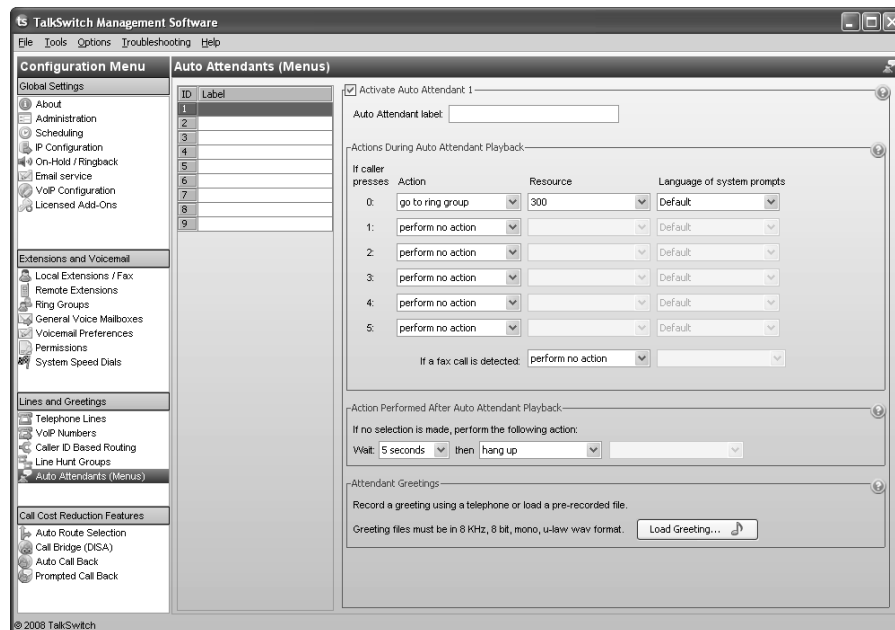 ts TalkSwitch Management Software
File Tools Options Troubleshooting Help
Configuration Menu
Global Settings
About
Administration
Scheduling
IP Configuration
On-Hold / Ringback
Email service
VoIP Configuration
Licensed Add-Ons
Extensions and Voicemail
Local Extensions / Fax
Remote Extensions
Ring Groups
General Voice Mailboxes
Voicemail Preferences
Permissions
System Speed Dials
Lines and Greetings
Telephone Lines
VoIP Numbers
Caller ID Based Routing
Line Hunt Groups
Auto Attendants (Menus)
Call Cost Reduction Features
Auto Route Selection
Call Bridge (DISA)
Auto Call Back
Prompted Call Back
Auto Attendants (Menus)
ID Label
1
2
3
4
5
6
7
8
9
Activate Auto Attendant 1
Auto Attendant label:
Actions During Auto Attendant Playback
If caller
presses Action Resource Language of system prompts
0: go to ring group 300 Default
1: perform no action Default
2: perform no action Default
3: perform no action Default
4: perform no action Default
5: perform no action Default
If a fax call is detected: perform no action
Action Performed After Auto Attendant Playback
If no selection is made, perform the following action:
Wait: 5 seconds then hang up
Attendant Greetings
Record a greeting using a telephone or load a pre-recorded file.
Greeting files must be in 8 KHz, 8 bit, mono, u-law wav format. Load Greeting...
© 2008 TalkSwitch